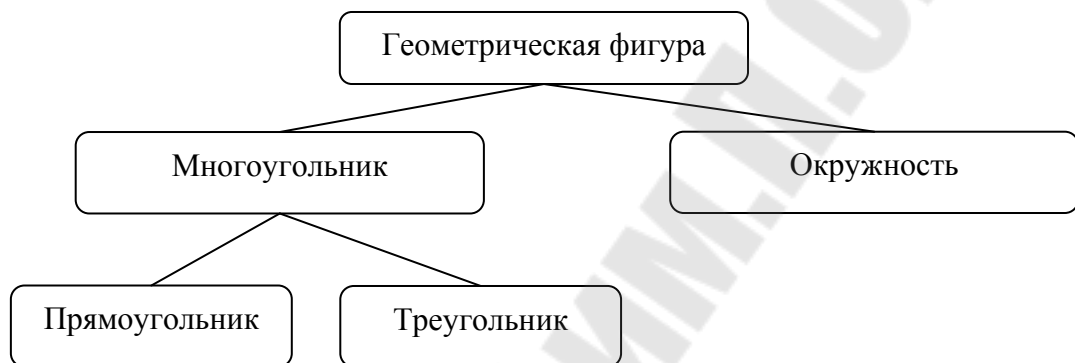 Геометрическая фигура
Многоугольник
Окружность
Прямоугольник
Треугольник